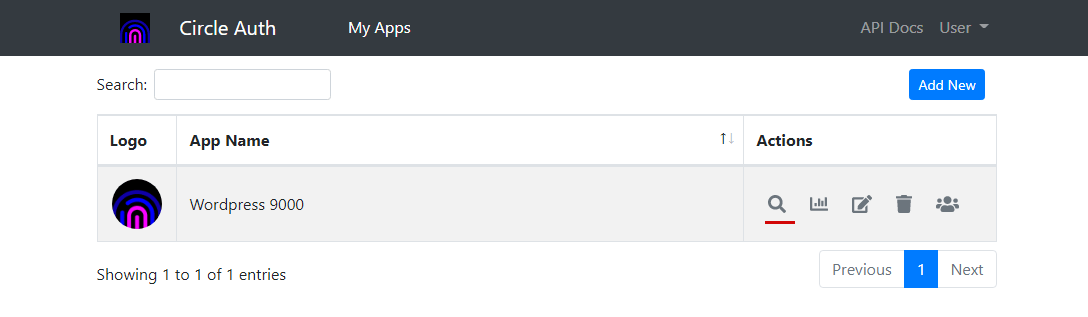 Circle Auth My Apps API Docs User
Search: Add New
Logo App Name Actions
Wordpress 9000
Showing 1 to 1 of 1 entries Previous 1 Next